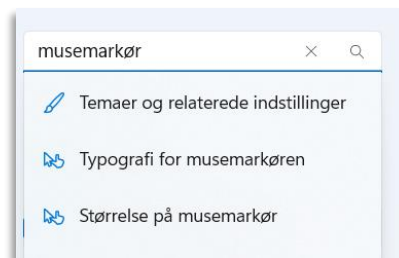 musemarkør
Temaer og relaterede indstillinger
Typografi for musemarkøren
Størrelse på musemarkør